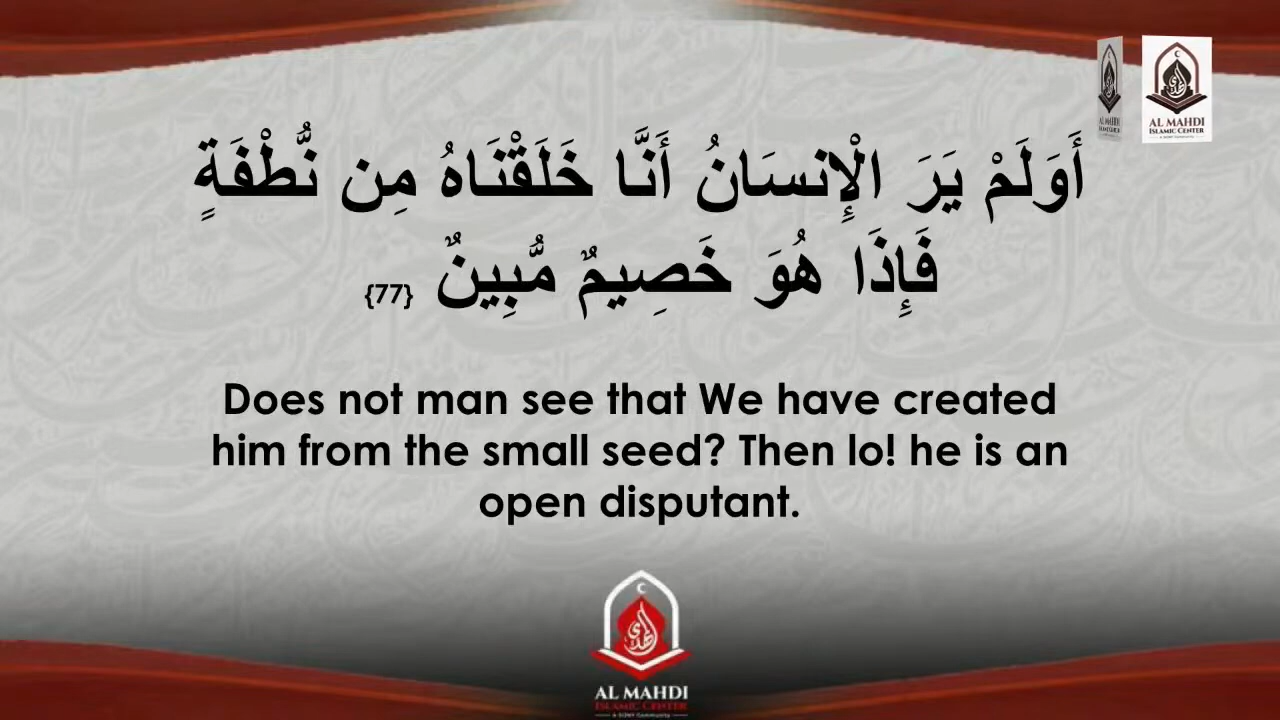 AL MAHDI
ISLAMIC CENTER
أَوَلَمْ يَرَ الْإِنسَانُ أَنَّا خَلَقْنَاهُ مِن نُّطْفَةٍ
فَإِذَا هُوَ خَصِيمٌ مُّبِينٌ {77}
Does not man see that We have created
him from the small seed? Then lo! he is an
open disputant.
AL MAHDI
ISLAMIC CENTER